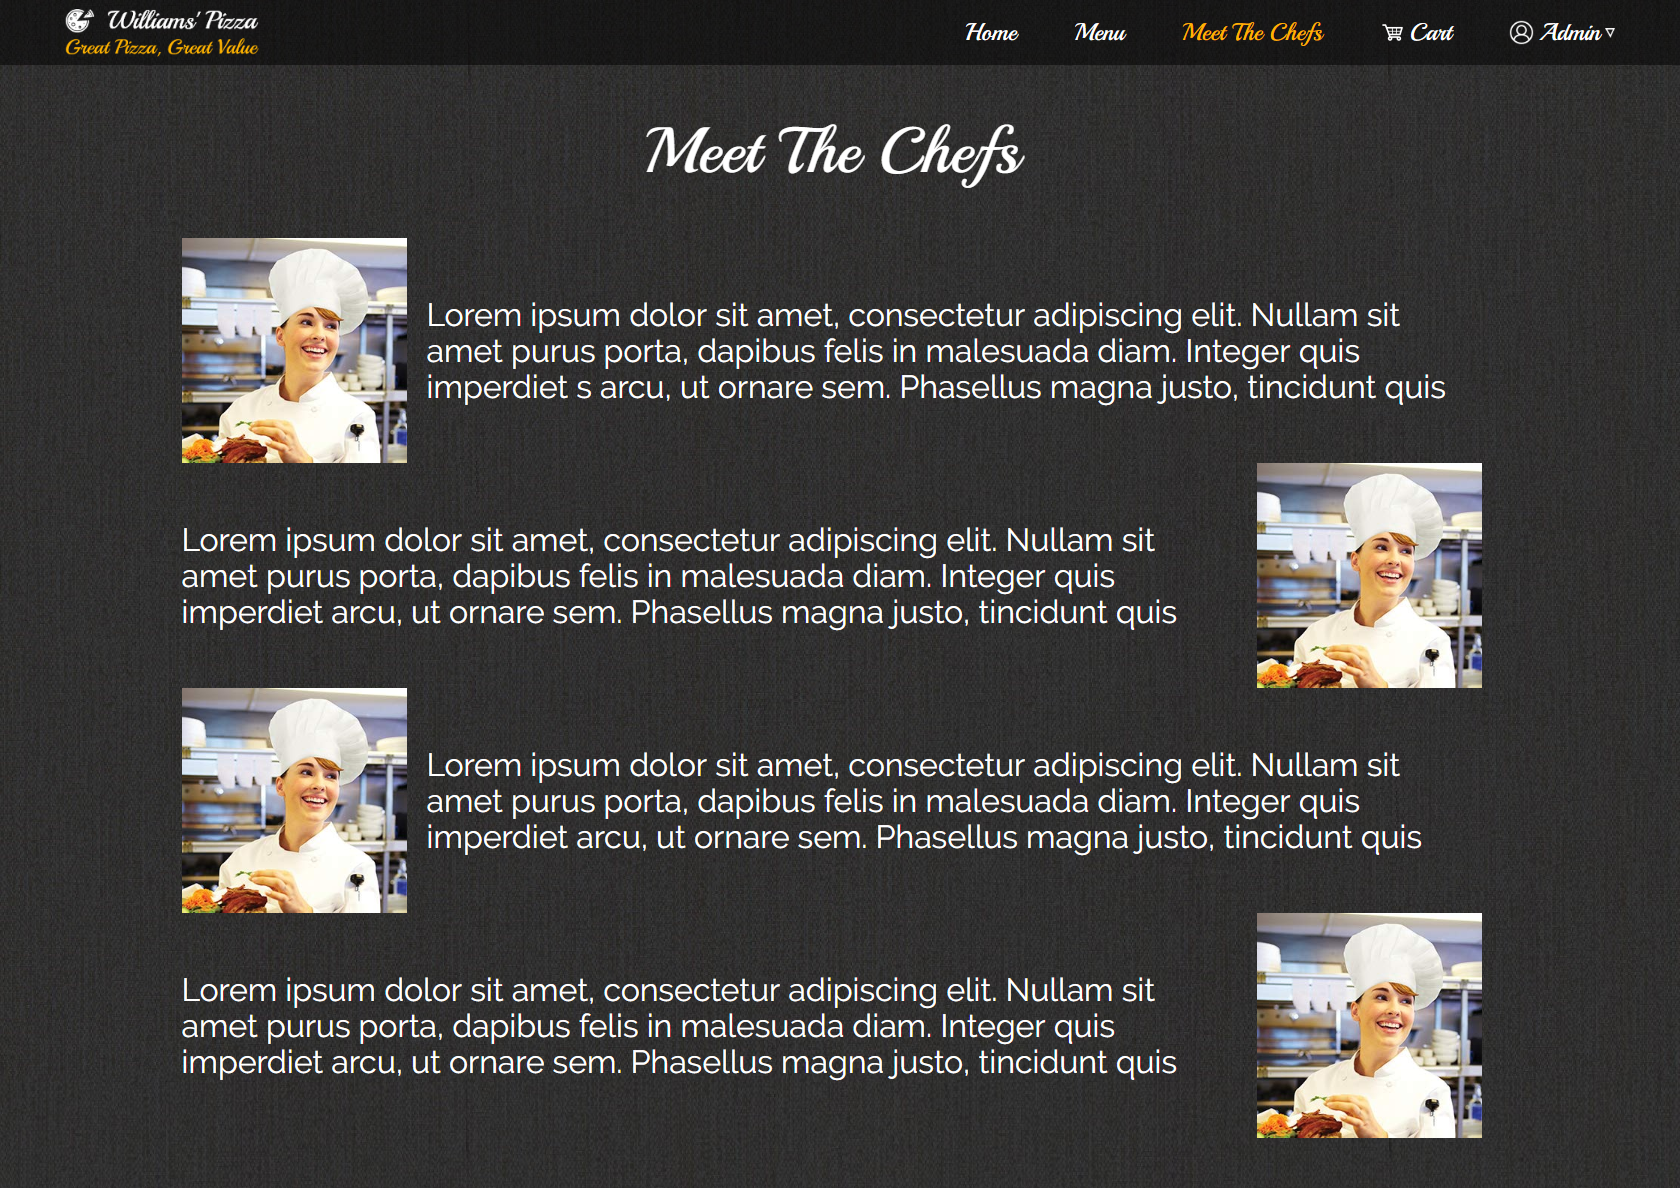 Williams' Pizza
Great Pizza, Great Value
Home Menu Meet The Chefs Cart Admin
Meet The Chefs
Lorem ipsum dolor sit amet, consectetur adipiscing elit. Nullam sit
amet purus porta, dapibus felis in malesuada diam. Integer quis
imperdiet s arcu, ut ornare sem. Phasellus magna justo, tincidunt quis
Lorem ipsum dolor sit amet, consectetur adipiscing elit. Nullam sit
amet purus porta, dapibus felis in malesuada diam. Integer quis
imperdiet arcu, ut ornare sem. Phasellus magna justo, tincidunt quis
Lorem ipsum dolor sit amet, consectetur adipiscing elit. Nullam sit
amet purus porta, dapibus felis in malesuada diam. Integer quis
imperdiet arcu, ut ornare sem. Phasellus magna justo, tincidunt quis
Lorem ipsum dolor sit amet, consectetur adipiscing elit. Nullam sit
amet purus porta, dapibus felis in malesuada diam. Integer quis
imperdiet arcu, ut ornare sem. Phasellus magna justo, tincidunt quis